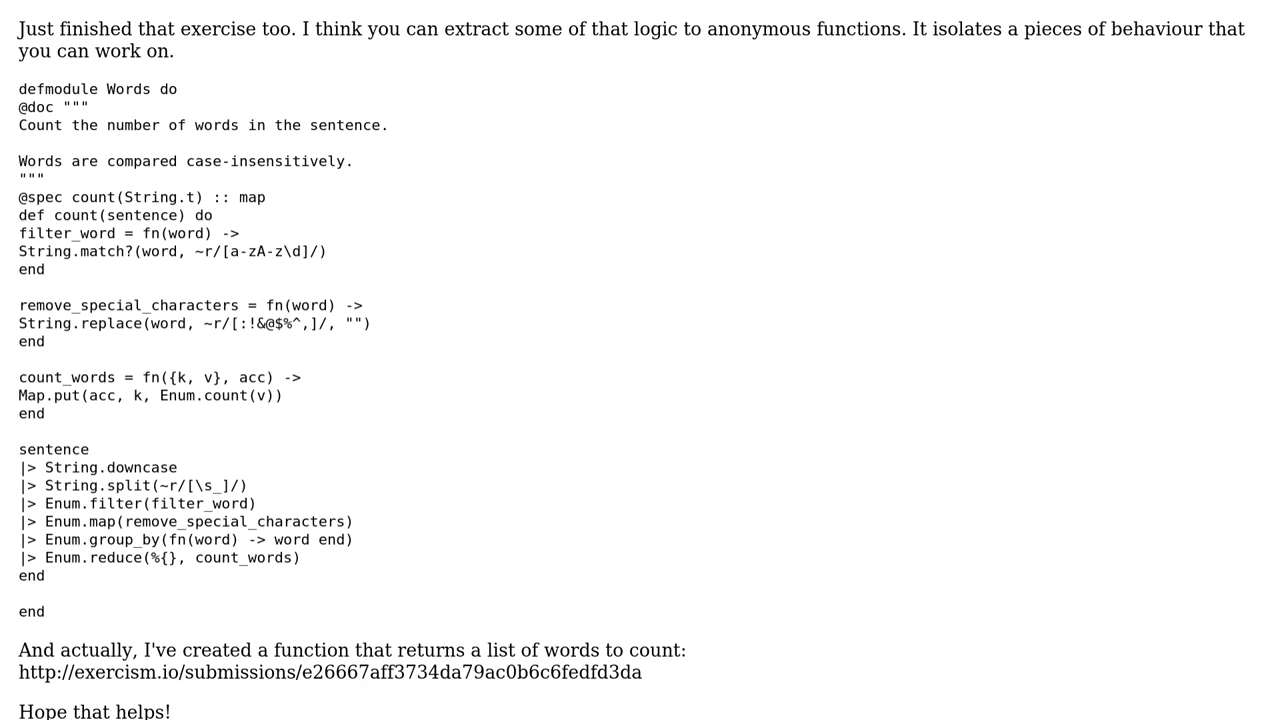 Just finished that exercise too. I think you can extract some of that logic to anonymous functions. It isolates a pieces of behaviour that
you can work on.
defmodule Words do
@doc """
Count the number of words in the sentence.
Words are compared case-insensitively.
"""
@spec count(String.t) :: map
def count(sentence) do
filter_word = fn(word) ->
String.match?(word, ~r/[a-zA-z\d]/)
end
remove_special_characters = fn(word) ->
String.replace(word, ~r/[:!&@$%^,]/, "")
end
count_words = fn({k, v}, acc) ->
Map.put(acc, k, Enum.count(v))
end
sentence
|> String.downcase
|> String.split(~r/[\s_]/)
|> Enum.filter(filter_word)
|> Enum.map(remove_special_characters)
|> Enum.group_by(fn(word) -> word end)
|> Enum.reduce(%{}, count_words)
end
end
And actually, I've created a function that returns a list of words to count:
http://exercism.io/submissions/e26667aff3734da79ac0b6c6fedfd3da
Hope that helps!